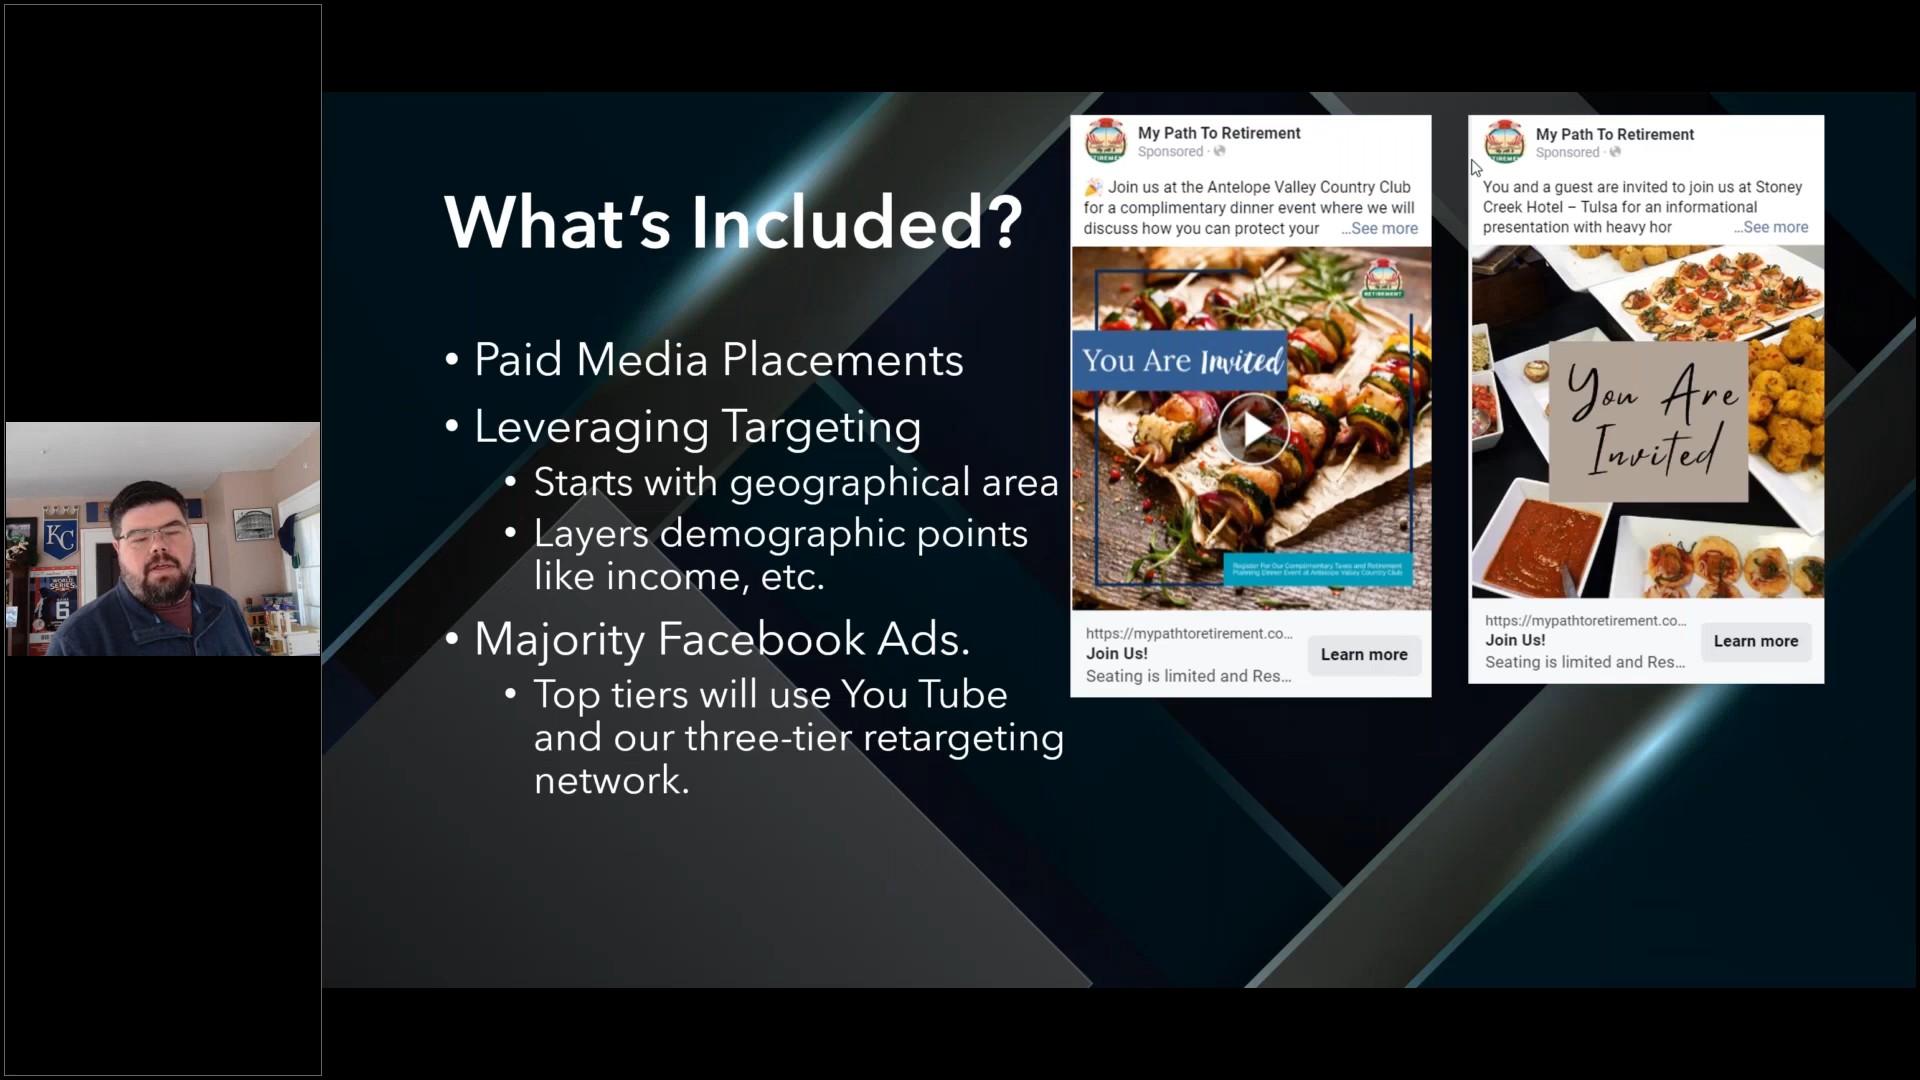 What's Included?
• Paid Media Placements
• Leveraging Targeting
• Starts with geographical area
• Layers demographic points
like income, etc.
• Majority Facebook Ads.
• Top tiers will use You Tube
and our three-tier retargeting
network.
My Path To Retirement
Sponsored ·
🎉 Join us at the Antelope Valley Country Club
for a complimentary dinner event where we will
discuss how you can protect your ...See more
RETIREMENT
You Are Invited
Register For Our Complimentary Taxes and Retirement
Planning Dinner Event at Antelope Valley Country Club
https://mypathtoretirement.co...
Join Us!
Seating is limited and Res...
Learn more
My Path To Retirement
Sponsored ·
You and a guest are invited to join us at Stoney
Creek Hotel – Tulsa for an informational
presentation with heavy hor ...See more
You Are
Invited
https://mypathtoretirement.co...
Join Us!
Seating is limited and Res...
Learn more
KC
WORLD
SERIES
6